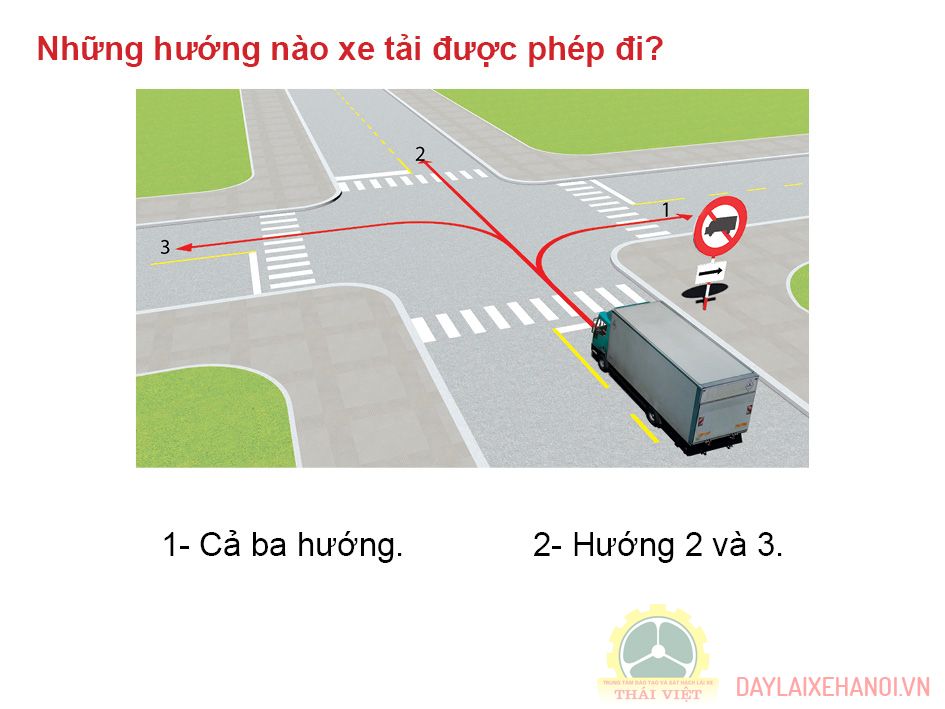 Những hướng nào xe tải được phép đi?
2
1
3
1- Cả ba hướng. 2- Hướng 2 và 3.
TRUNG TÂM ĐÀO TẠO VÀ SÁT HẠCH LÁI XE
THÁI VIỆT
DAYLAIXEHANOI.VN